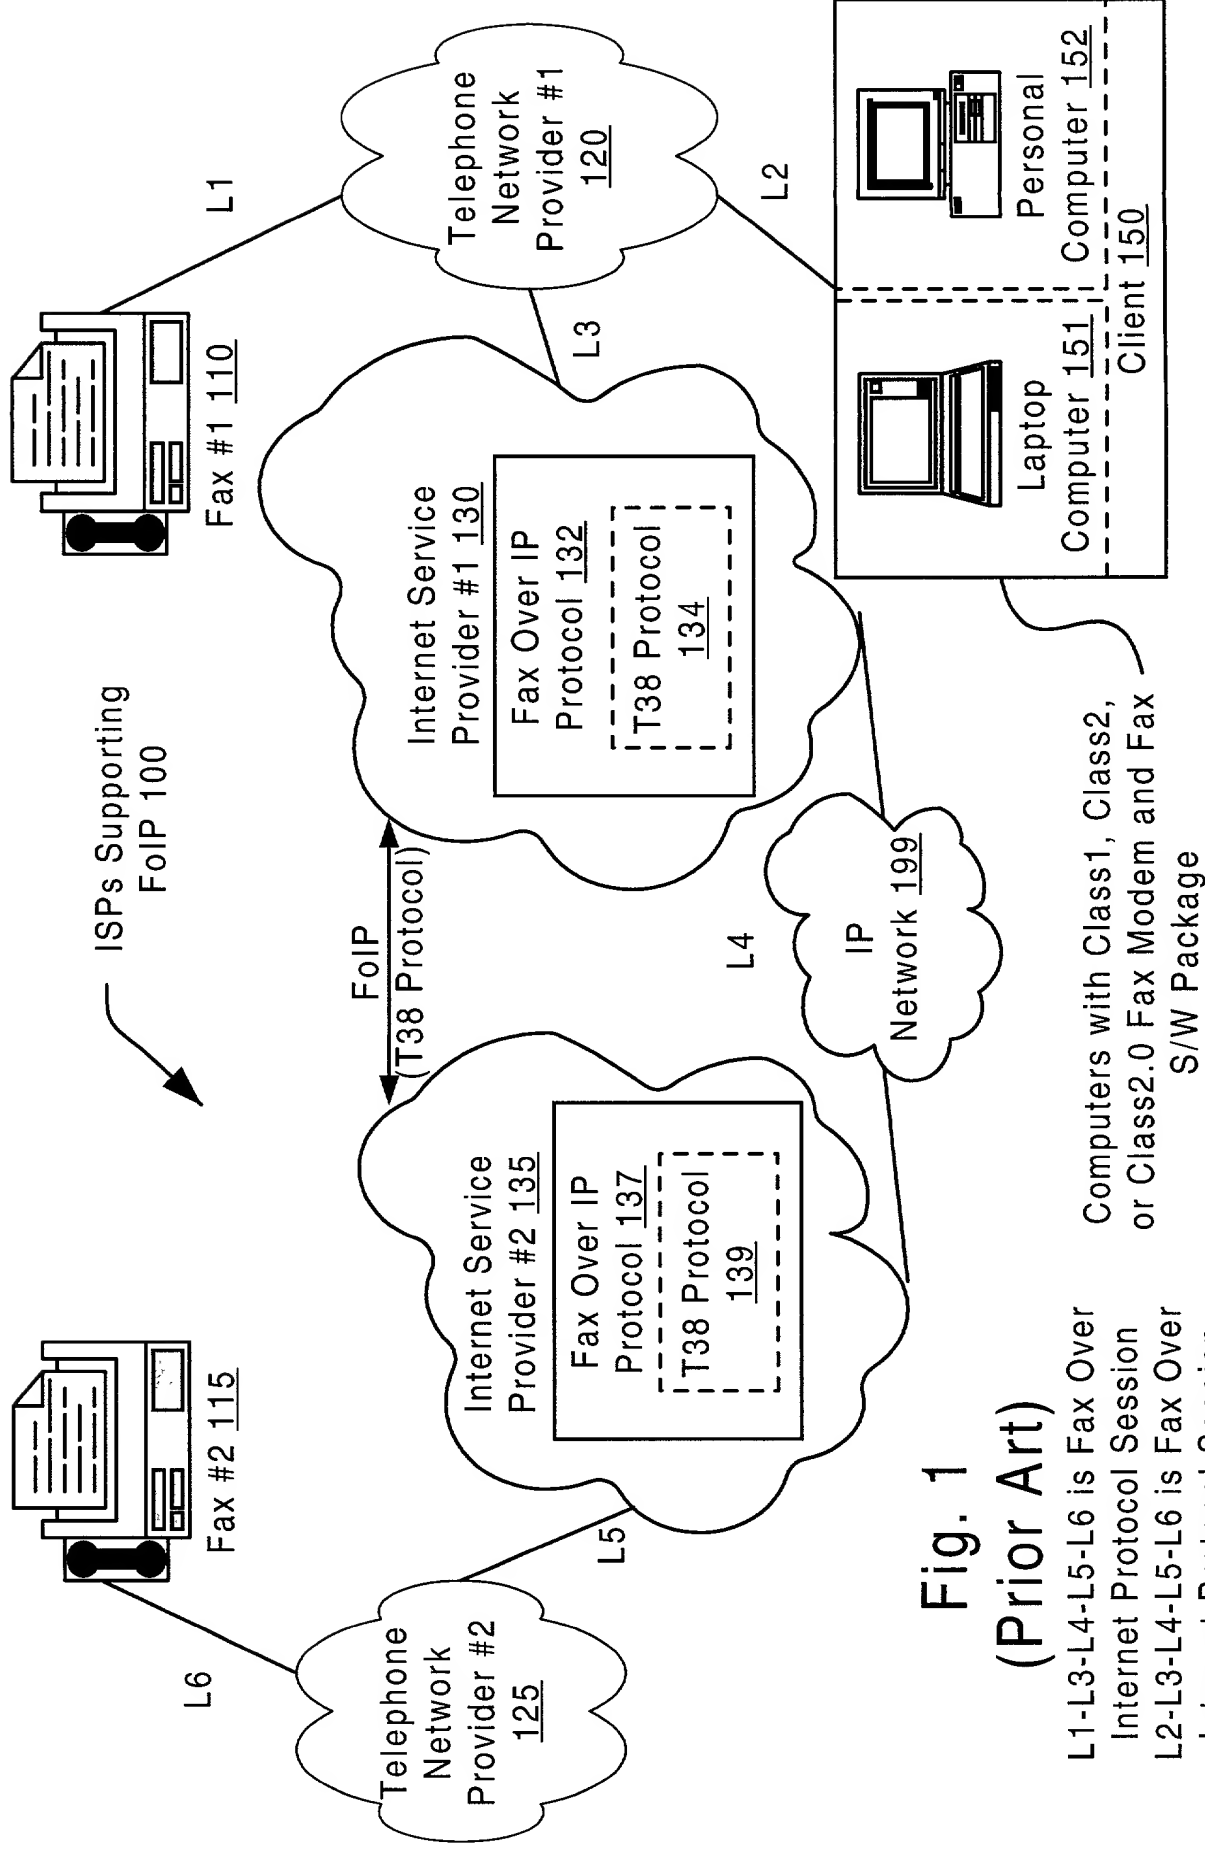 ISPs Supporting
FoIP 100
Fax #2 115
Fax #1 110
L6
L1
Telephone
Network
Provider #2
125
L5
Internet Service
Provider #2 135
Fax Over IP
Protocol 137
T38 Protocol
139
FoIP
(T38 Protocol)
L4
IP
Network 199
Internet Service
Provider #1 130
Fax Over IP
Protocol 132
T38 Protocol
134
L3
Telephone
Network
Provider #1
120
L2
Laptop
Computer 151
Personal
Computer 152
Client 150
Computers with Class1, Class2,
or Class2.0 Fax Modem and Fax
S/W Package
Fig. 1
(Prior Art)
L1-L3-L4-L5-L6 is Fax Over
Internet Protocol Session
L2-L3-L4-L5-L6 is Fax Over